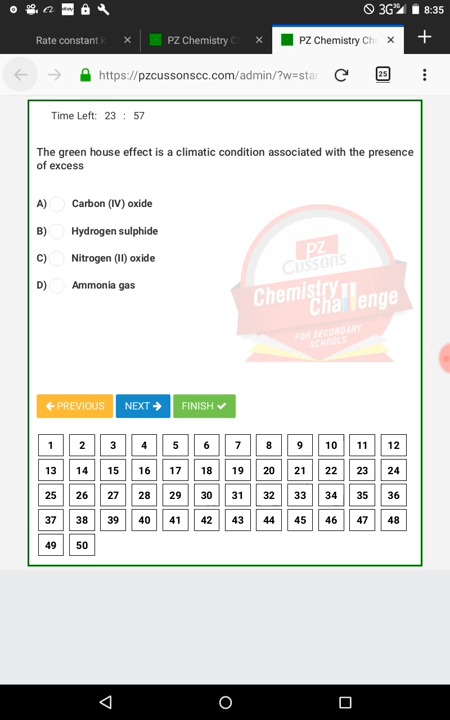 ebay
3G
8:35
Rate constant k
PZ Chemistry C
PZ Chemistry Ch
https://pzcussonscc.com/admin/?w=star
25
Time Left: 23 : 57
The green house effect is a climatic condition associated with the presence
of excess
A) Carbon (IV) oxide
B) Hydrogen sulphide
C) Nitrogen (II) oxide
D) Ammonia gas
PZ
Cussons
Chemistry
Challenge
FOR SECONDARY
SCHOOLS
PREVIOUS NEXT FINISH
1 2 3 4 5 6 7 8 9 10 11 12
13 14 15 16 17 18 19 20 21 22 23 24
25 26 27 28 29 30 31 32 33 34 35 36
37 38 39 40 41 42 43 44 45 46 47 48
49 50